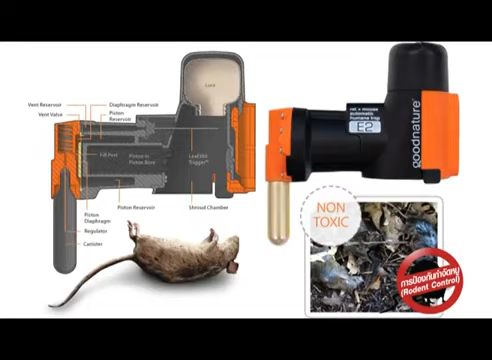 Lure
Vent Reservoir
Diaphragm Reservoir
Vent Valve
Piston
Reservoir
Fill Port
Piston in
Piston Bore
Leaf
Trigger
Piston
Diaphragm
Piston Reservoir
Shroud Chamber
Regulator
Canister
rat + mouse
automatic
humane trap
E2
goodnature®
NON
TOXIC
การป้องกันกำจัดหนู
(Rodent Control)